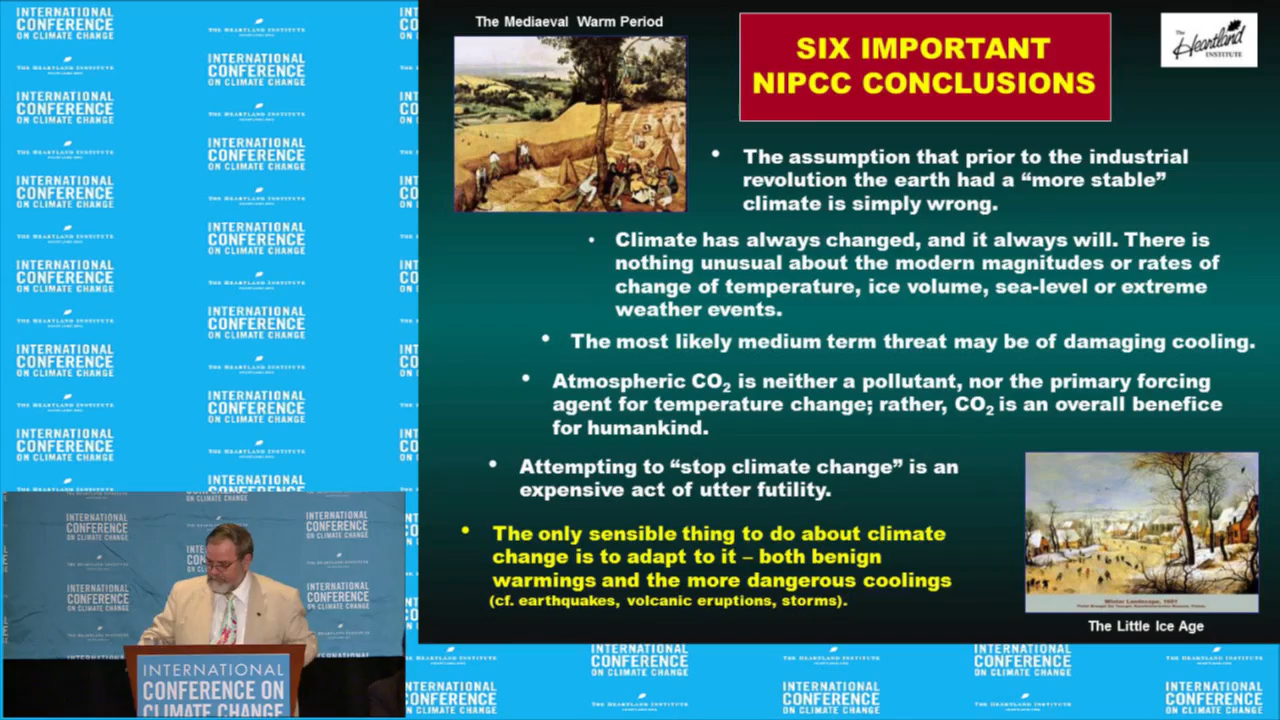 The Mediaeval Warm Period
SIX IMPORTANT
NIPCC CONCLUSIONS
The
Heartland
INSTITUTE
• The assumption that prior to the industrial
revolution the earth had a “more stable”
climate is simply wrong.
• Climate has always changed, and it always will. There is
nothing unusual about the modern magnitudes or rates of
change of temperature, ice volume, sea-level or extreme
weather events.
• The most likely medium term threat may be of damaging cooling.
• Atmospheric CO₂ is neither a pollutant, nor the primary forcing
agent for temperature change; rather, CO₂ is an overall benefice
for humankind.
• Attempting to “stop climate change” is an
expensive act of utter futility.
• The only sensible thing to do about climate
change is to adapt to it – both benign
warmings and the more dangerous coolings
(cf. earthquakes, volcanic eruptions, storms).
The Little Ice Age
INTERNATIONAL
CONFERENCE
ON CLIMATE CHANGE
THE HEARTLAND INSTITUTE
INTERNATIONAL
CONFERENCE ON
CLIMATE CHANGE